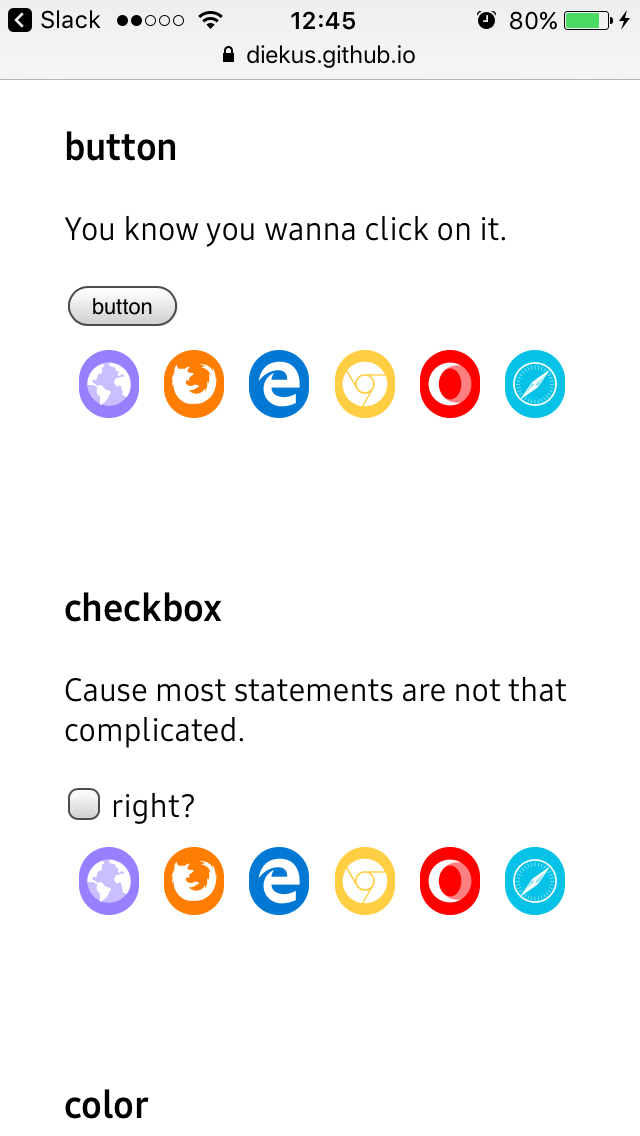 Slack 12:45 80%
diekus.github.io
button
You know you wanna click on it.
button
checkbox
Cause most statements are not that
complicated.
right?
color